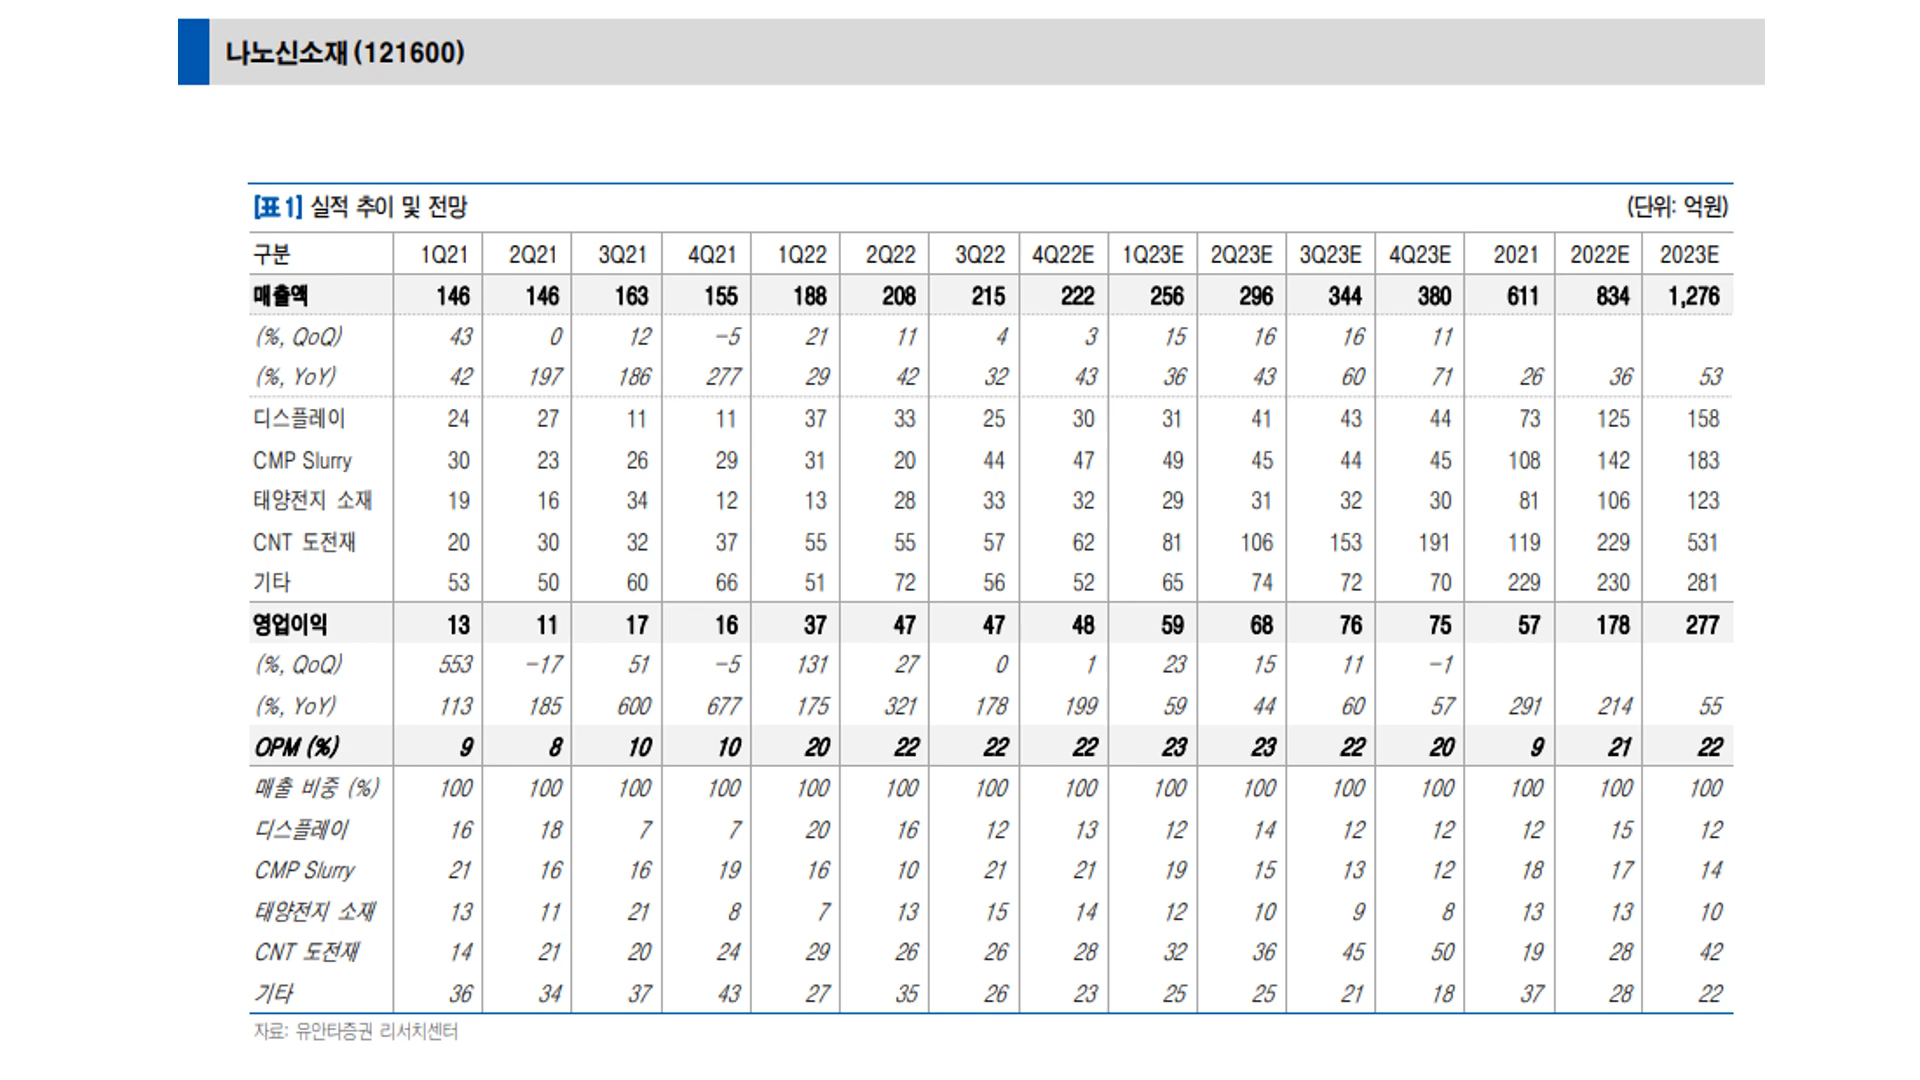 나노신소재(121600)
[표 1] 실적 추이 및 전망 (단위: 억원)
구분 1Q21 2Q21 3Q21 4Q21 1Q22 2Q22 3Q22 4Q22E 1Q23E 2Q23E 3Q23E 4Q23E 2021 2022E 2023E
매출액 146 146 163 155 188 208 215 222 256 296 344 380 611 834 1,276
(%, QoQ) 43 0 12 -5 21 11 4 3 15 16 16 11
(%, YoY) 42 197 186 277 29 42 32 43 36 43 60 71 26 36 53
디스플레이 24 27 11 11 37 33 25 30 31 41 43 44 73 125 158
CMP Slurry 30 23 26 29 31 20 44 47 49 45 44 45 108 142 183
태양전지 소재 19 16 34 12 13 28 33 32 29 31 32 30 81 106 123
CNT 도전재 20 30 32 37 55 55 57 62 81 106 153 191 119 229 531
기타 53 50 60 66 51 72 56 52 65 74 72 70 229 230 281
영업이익 13 11 17 16 37 47 47 48 59 68 76 75 57 178 277
(%, QoQ) 553 -17 51 -5 131 27 0 1 23 15 11 -1
(%, YoY) 113 185 600 677 175 321 178 199 59 44 60 57 291 214 55
OPM (%) 9 8 10 10 20 22 22 22 23 23 22 20 9 21 22
매출 비중 (%) 100 100 100 100 100 100 100 100 100 100 100 100 100 100 100
디스플레이 16 18 7 7 20 16 12 13 12 14 12 12 12 15 12
CMP Slurry 21 16 16 19 16 10 21 21 19 15 13 12 18 17 14
태양전지 소재 13 11 21 8 7 13 15 14 12 10 9 8 13 13 10
CNT 도전재 14 21 20 24 29 26 26 28 32 36 45 50 19 28 42
기타 36 34 37 43 27 35 26 23 25 25 21 18 37 28 22
자료: 유안타증권 리서치센터